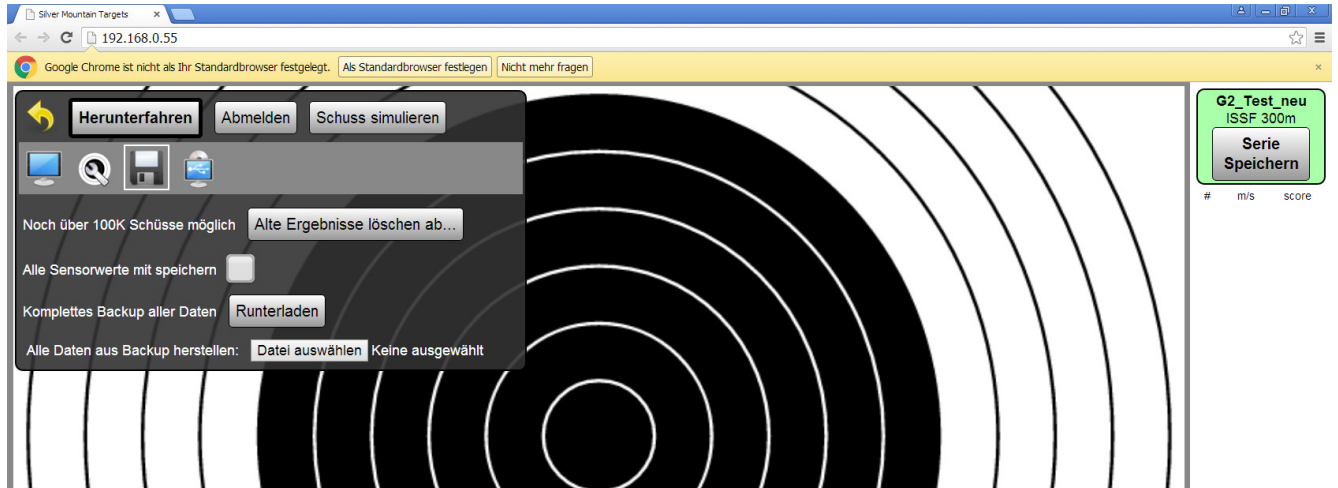 Silver Mountain Targets
192.168.0.55
Google Chrome ist nicht als Ihr Standardbrowser festgelegt. Als Standardbrowser festlegen Nicht mehr fragen
Herunterfahren Abmelden Schuss simulieren
Noch über 100K Schüsse möglich Alte Ergebnisse löschen ab...
Alle Sensorwerte mit speichern
Komplettes Backup aller Daten Runterladen
Alle Daten aus Backup herstellen: Datei auswählen Keine ausgewählt
G2_Test_neu
ISSF 300m
Serie
Speichern
# m/s score